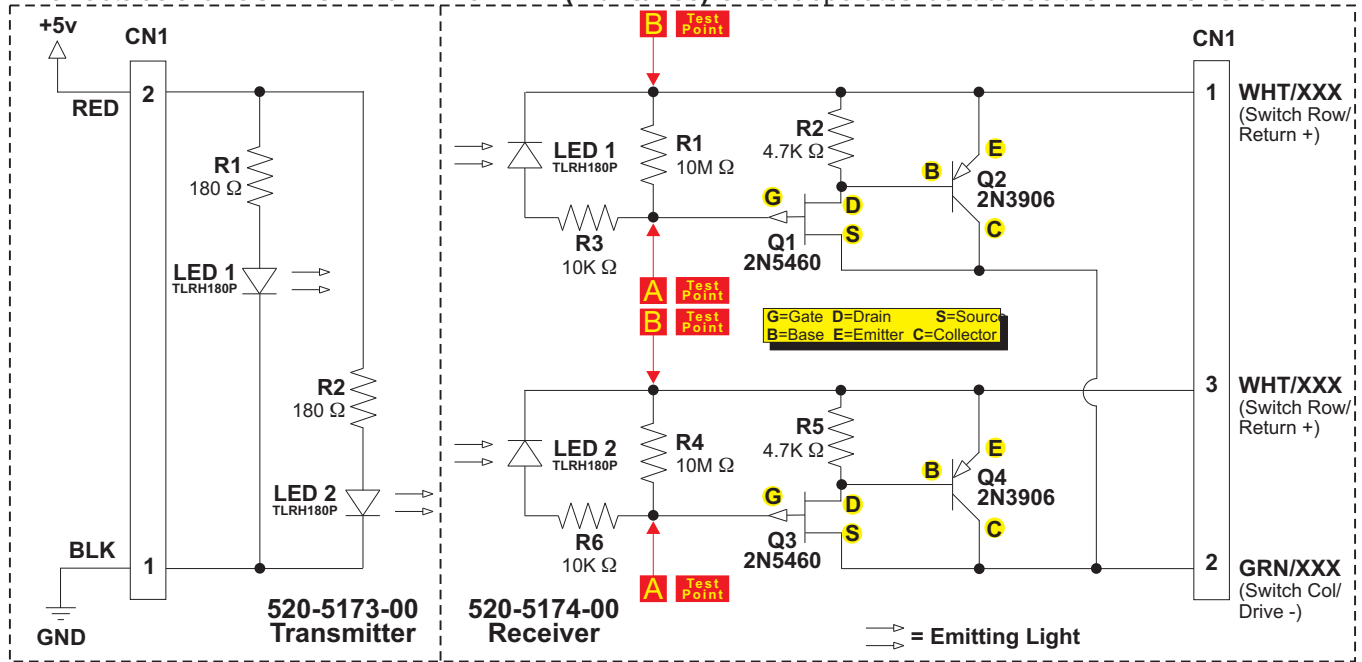 B Test Point
+5v
CN1
RED
2
R1
180 Ω
LED 1
TLRH180P
R2
180 Ω
LED 2
TLRH180P
BLK
1
GND
520-5173-00
Transmitter
LED 1
TLRH180P
R1
10M Ω
R3
10K Ω
A Test Point
R2
4.7K Ω
G
D
S
Q1
2N5460
B
E
C
Q2
2N3906
G=Gate D=Drain S=Source
B=Base E=Emitter C=Collector
B Test Point
LED 2
TLRH180P
R4
10M Ω
R6
10K Ω
A Test Point
R5
4.7K Ω
G
D
S
Q3
2N5460
B
E
C
Q4
2N3906
520-5174-00
Receiver
= Emitting Light
CN1
1
WHT/XXX
(Switch Row/
Return +)
3
WHT/XXX
(Switch Row/
Return +)
2
GRN/XXX
(Switch Col/
Drive -)